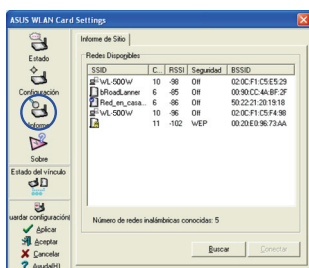 ASUS WLAN Card Settings
Estado
Configuración
Informe
Sobre
Estado del vínculo
uardar configuración(
Aplicar
Aceptar
Cancelar
Ayuda(H)
Informe de Sitio
Redes Disponibles
SSID C... RSSI Seguridad BSSID
WL-500W 10 -98 Off 02:0C:F1:C5:E5:29
bRoadLanner 6 -85 Off 00:90:CC:4A:BF:2F
Red_en_casa... 6 -86 Off 50:22:21:20:19:18
WL-500W 10 -96 Off 02:0C:F1:C5:F4:98
11 -102 WEP 00:20:E0:96:73:AA
Número de redes inalámbricas conocidas: 5
Buscar Conectar